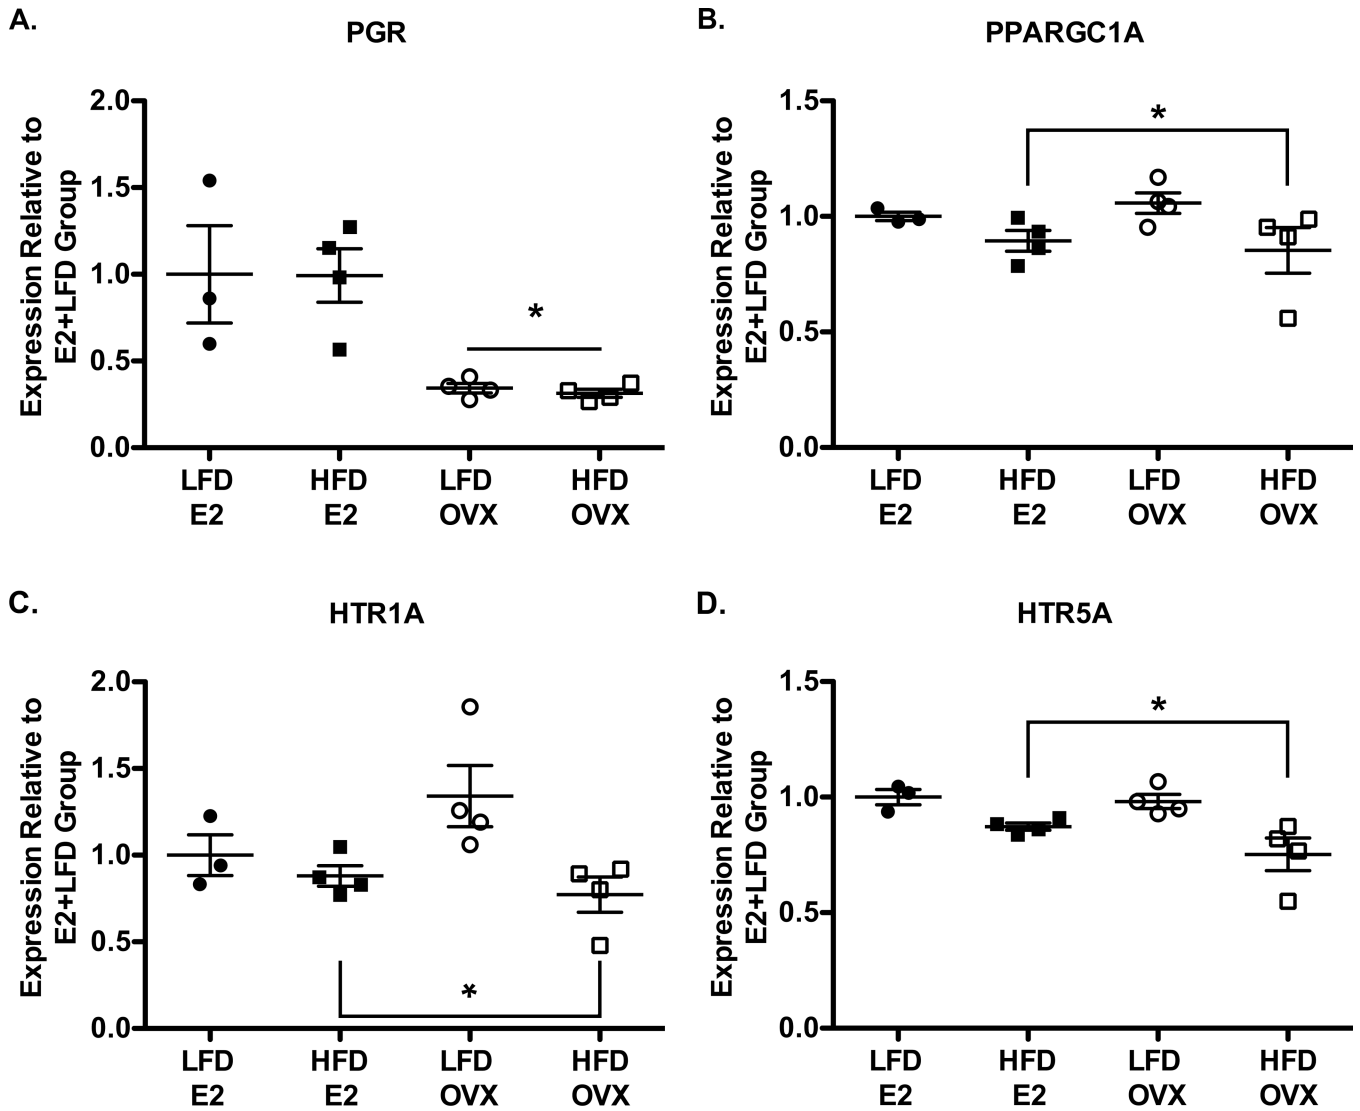 A.
PGR
Expression Relative to
E2+LFD Group
2.0
1.5
1.0
0.5
0.0
*
LFD HFD LFD HFD
E2 E2 OVX OVX
B.
PPARGC1A
Expression Relative to
E2+LFD Group
1.5
1.0
0.5
0.0
*
LFD HFD LFD HFD
E2 E2 OVX OVX
C.
HTR1A
Expression Relative to
E2+LFD Group
2.0
1.5
1.0
0.5
0.0
*
LFD HFD LFD HFD
E2 E2 OVX OVX
D.
HTR5A
Expression Relative to
E2+LFD Group
1.5
1.0
0.5
0.0
*
LFD HFD LFD HFD
E2 E2 OVX OVX